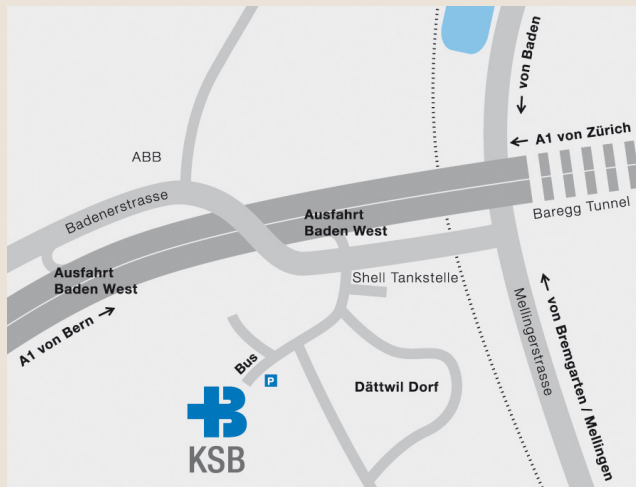 von Baden
A1 von Zürich
ABB
Badenerstrasse
Baregg Tunnel
Ausfahrt
Baden West
Ausfahrt
Baden West
Shell Tankstelle
A1 von Bern
Mellingerstrasse
von Bremgarten / Mellingen
Bus
P
Dättwil Dorf
KSB